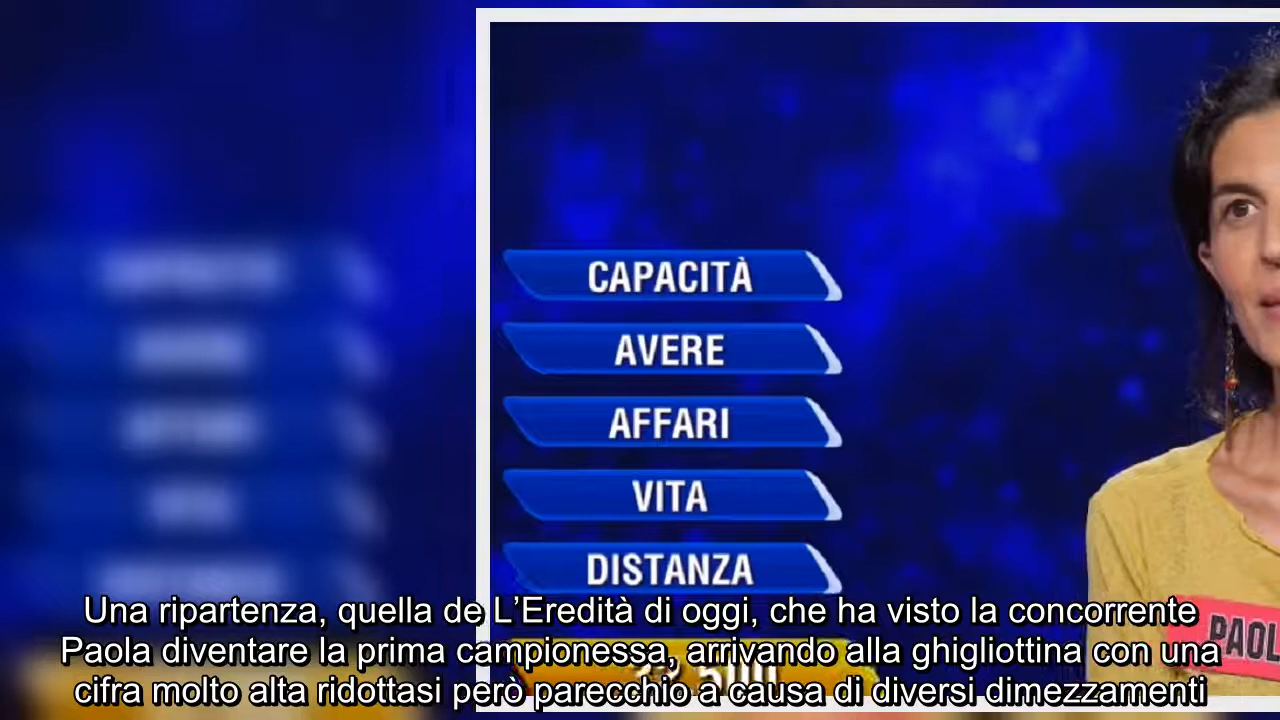 CAPACITÀ
AVERE
AFFARI
VITA
DISTANZA
PAOL
Una ripartenza, quella de L’Eredità di oggi, che ha visto la concorrente
Paola diventare la prima campionessa, arrivando alla ghigliottina con una
cifra molto alta ridottasi però parecchio a causa di diversi dimezzamenti